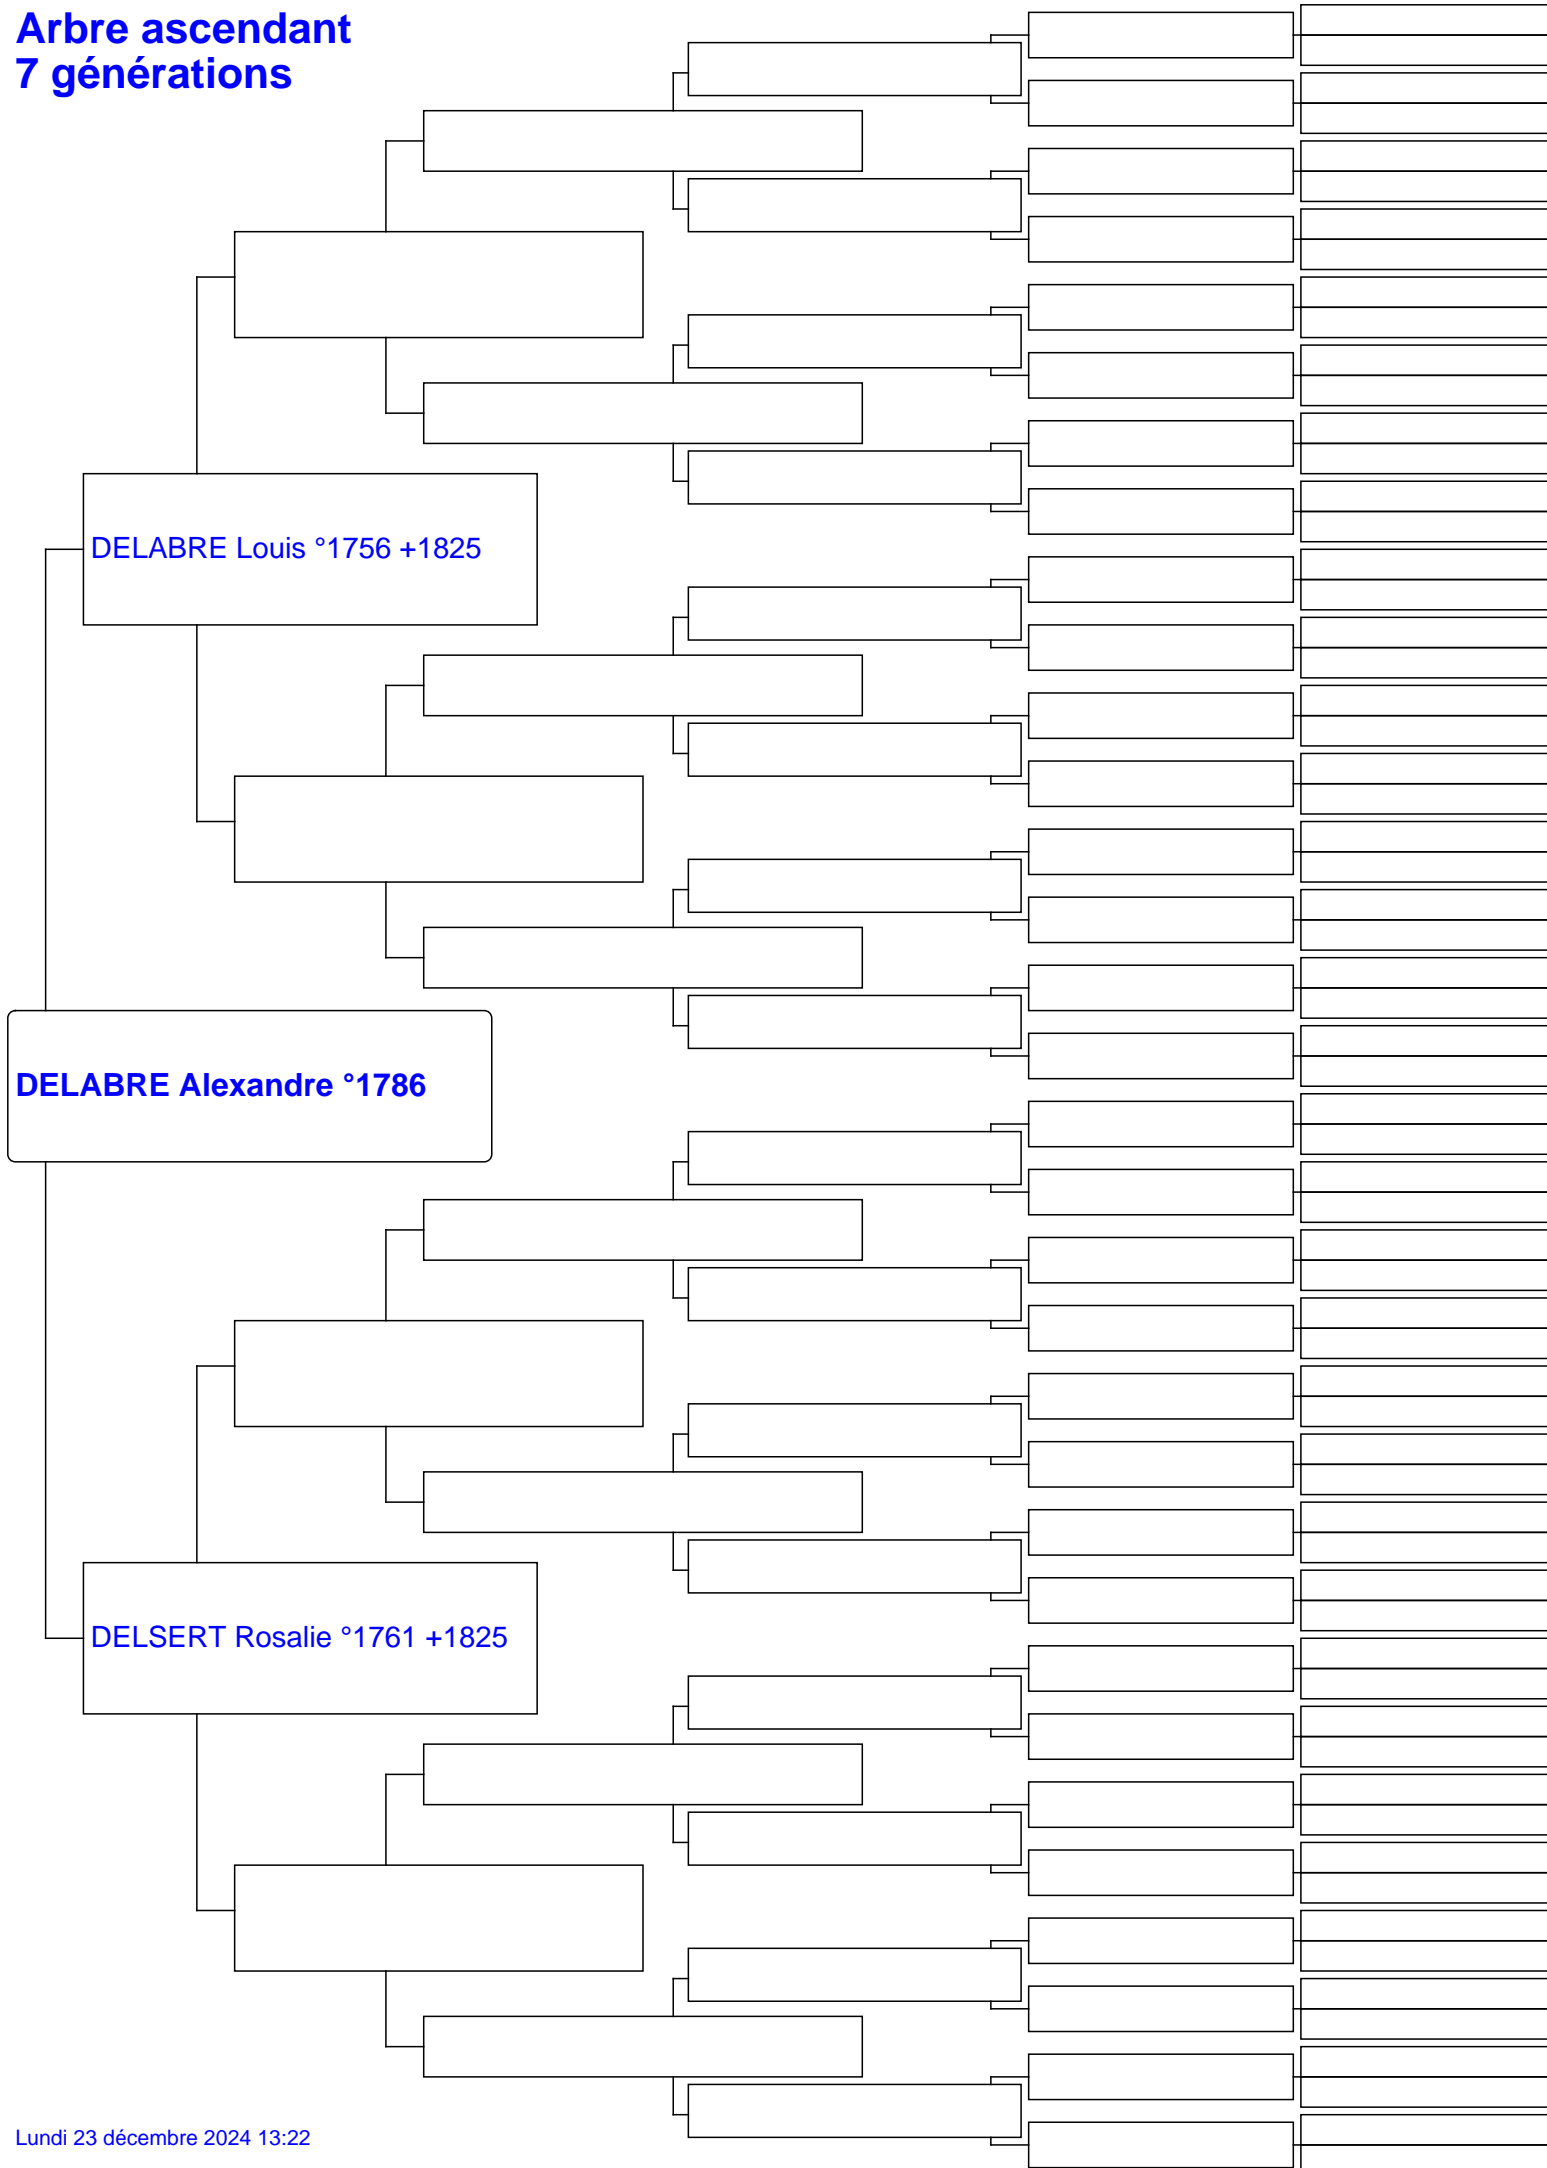 Arbre ascendant
7 générations
DELABRE Louis °1756 +1825
DELABRE Alexandre °1786
DELSERT Rosalie °1761 +1825
Lundi 23 décembre 2024 13:22